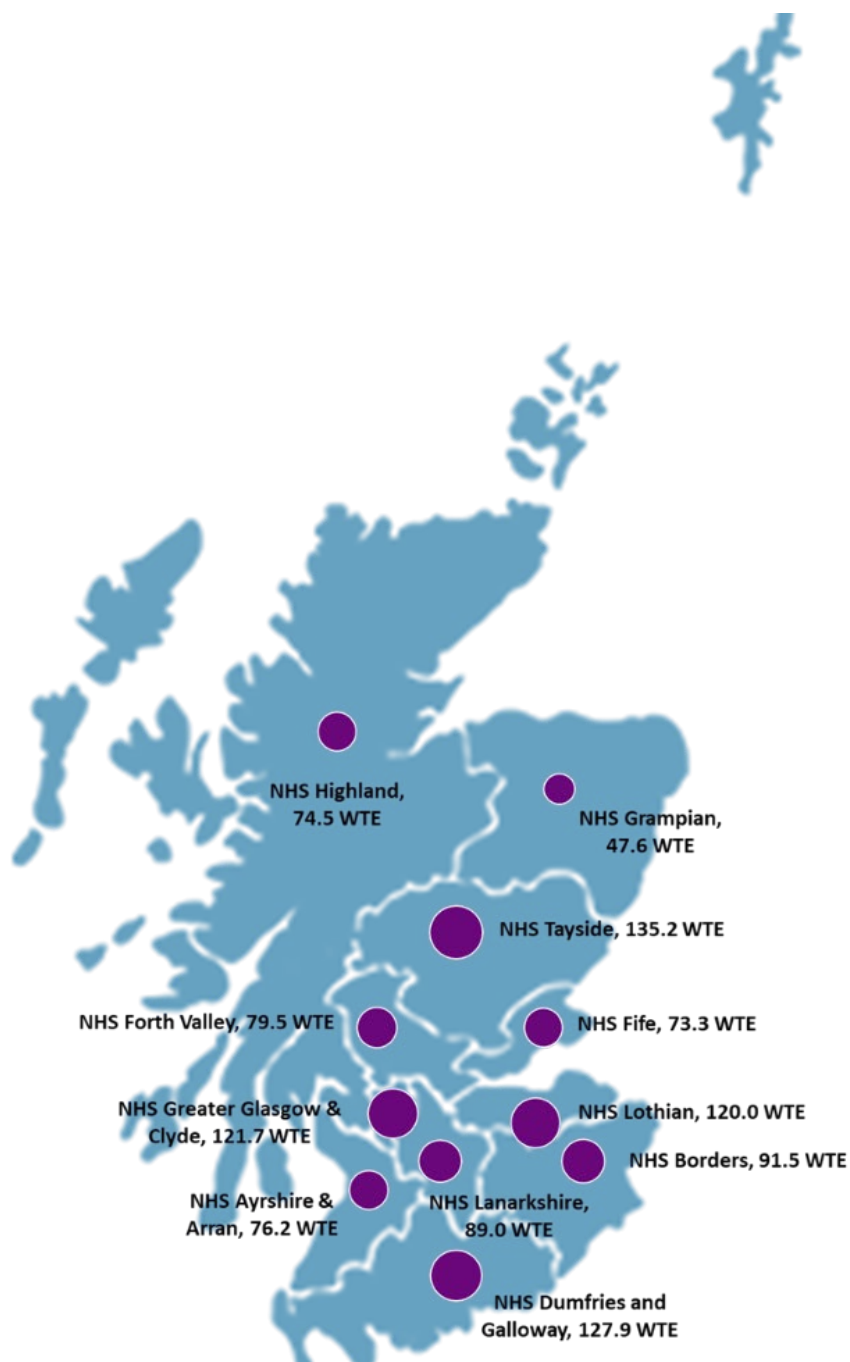 NHS Highland,
74.5 WTE
NHS Grampian,
47.6 WTE
NHS Tayside, 135.2 WTE
NHS Forth Valley, 79.5 WTE
NHS Fife, 73.3 WTE
NHS Greater Glasgow &
Clyde, 121.7 WTE
NHS Lothian, 120.0 WTE
NHS Borders, 91.5 WTE
NHS Ayrshire &
Arran, 76.2 WTE
NHS Lanarkshire,
89.0 WTE
NHS Dumfries and
Galloway, 127.9 WTE